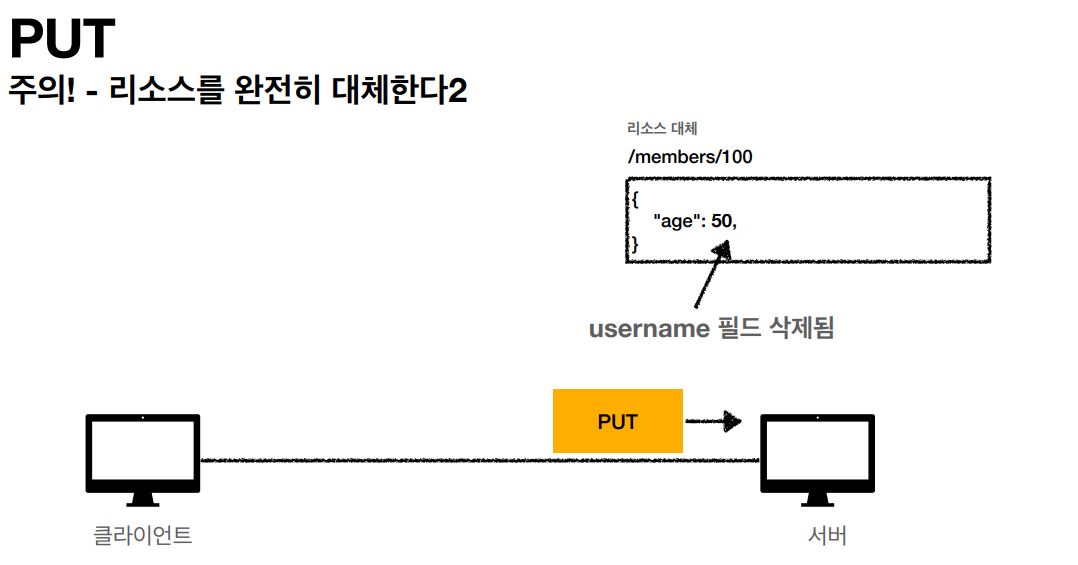 PUT
주의! - 리소스를 완전히 대체한다2
리소스 대체
/members/100
{
"age": 50,
}
username 필드 삭제됨
PUT
클라이언트
서버